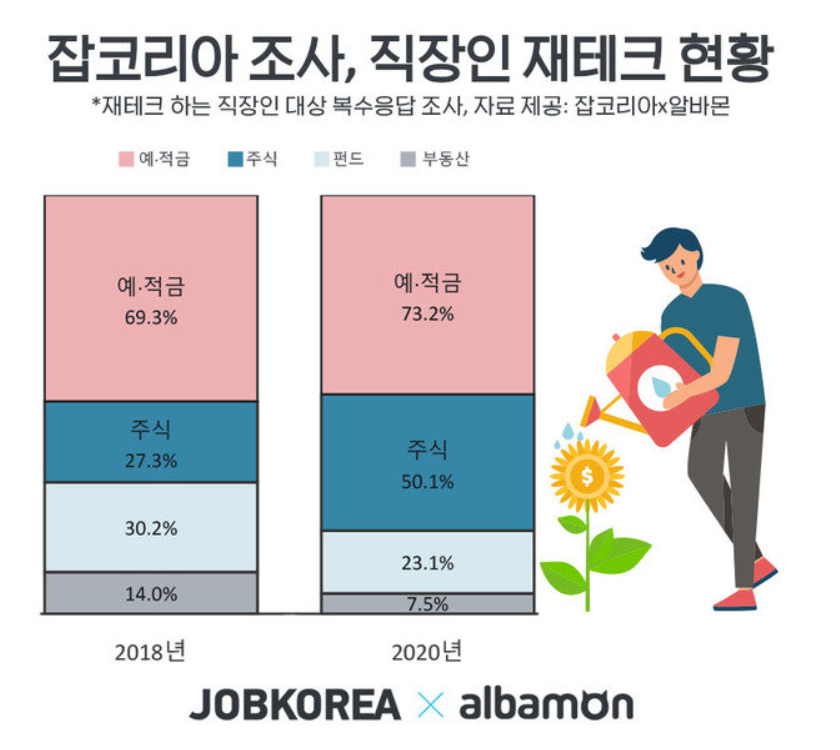 잡코리아 조사, 직장인 재테크 현황
*재테크 하는 직장인 대상 복수응답 조사, 자료 제공: 잡코리아x알바몬
예·적금 주식 펀드 부동산
예·적금
69.3%
주식
27.3%
30.2%
14.0%
2018년
예·적금
73.2%
주식
50.1%
23.1%
7.5%
2020년
$
JOBKOREA × albamon